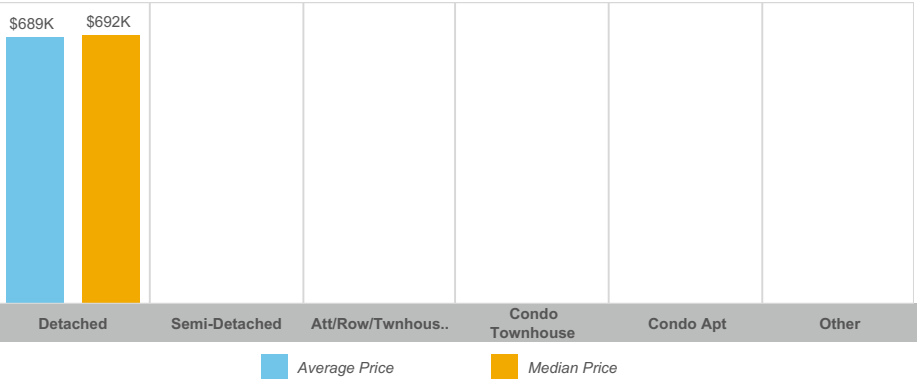 $689K
$692K
Detached
Semi-Detached
Att/Row/Twnhous..
Condo
Townhouse
Condo Apt
Other
Average Price
Median Price